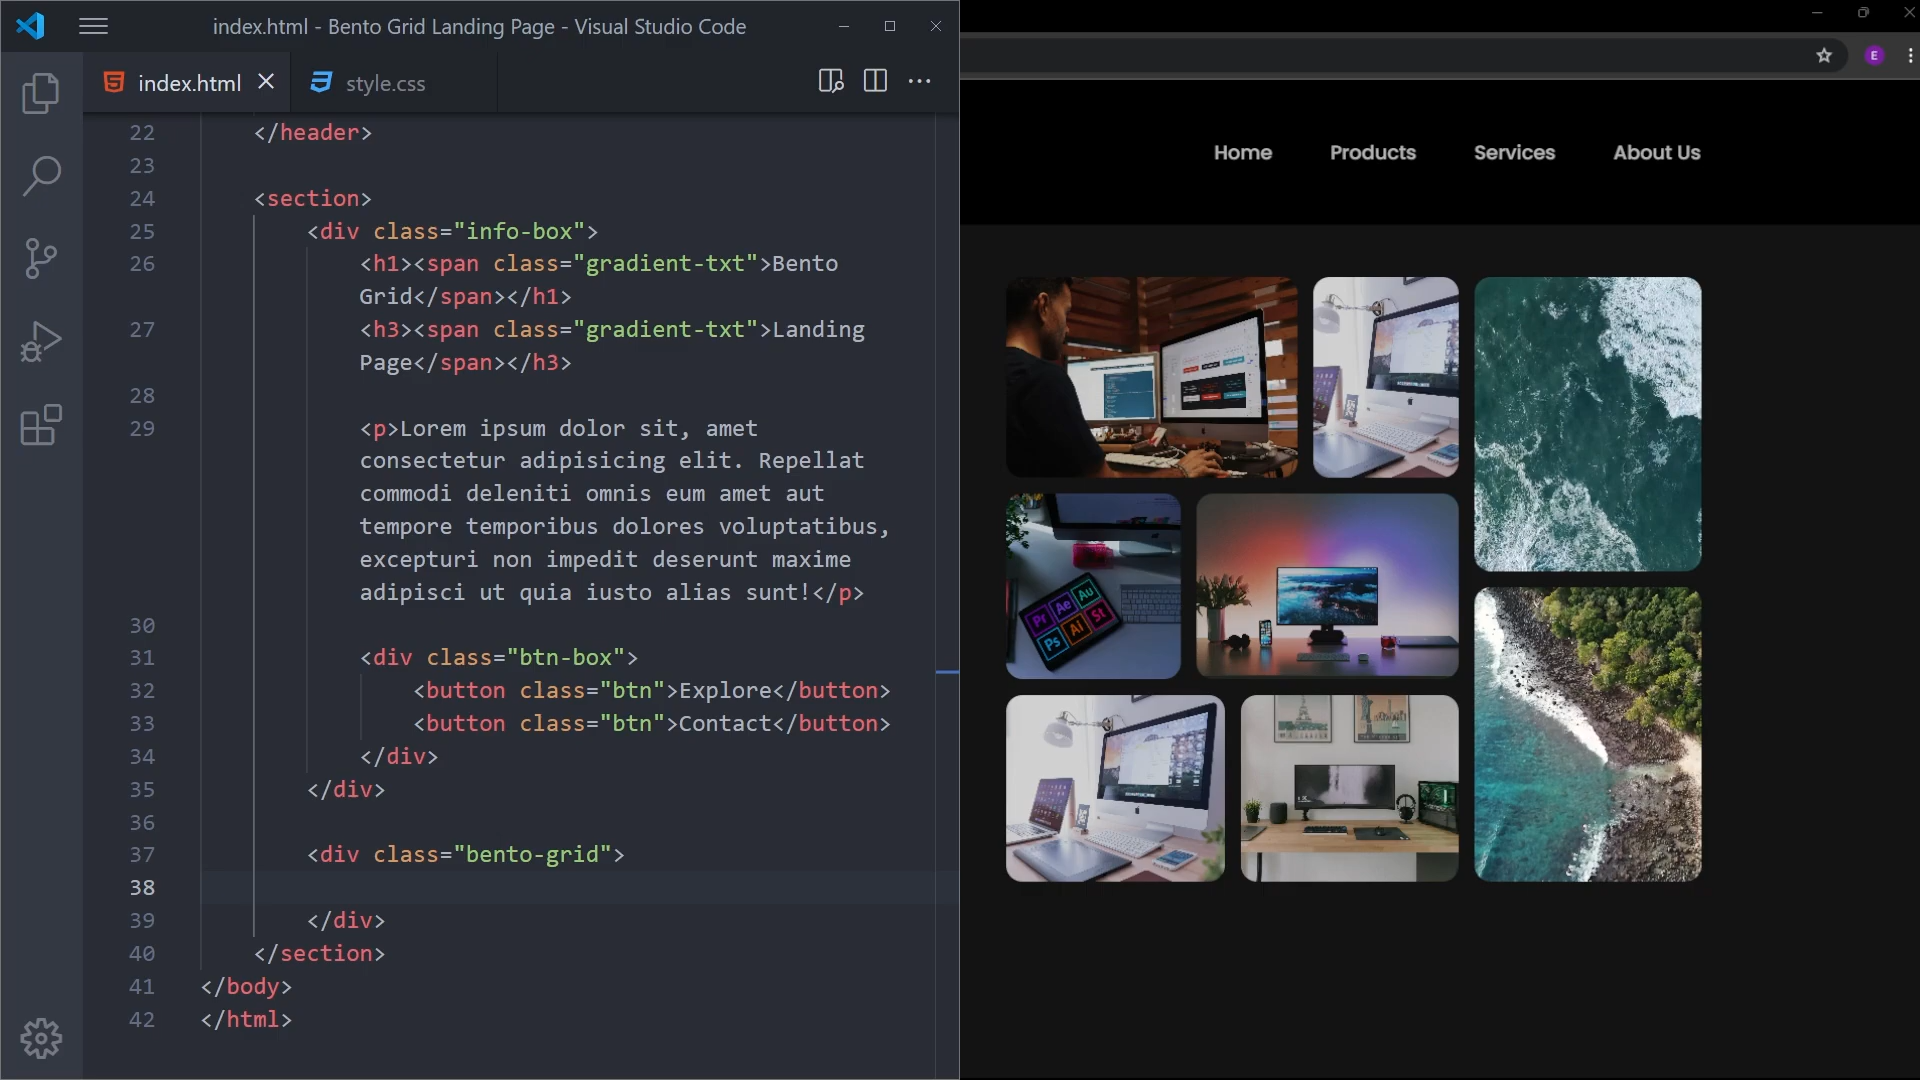 index.html - Bento Grid Landing Page - Visual Studio Code
index.html
style.css
22 </header>
23
24 <section>
25 <div class="info-box">
26 <h1><span class="gradient-txt">Bento
Grid</span></h1>
27 <h3><span class="gradient-txt">Landing
Page</span></h3>
28
29 <p>Lorem ipsum dolor sit, amet
consectetur adipisicing elit. Repellat
commodi deleniti omnis eum amet aut
tempore temporibus dolores voluptatibus,
excepturi non impedit deserunt maxime
adipisci ut quia iusto alias sunt!</p>
30
31 <div class="btn-box">
32 <button class="btn">Explore</button>
33 <button class="btn">Contact</button>
34 </div>
35 </div>
36
37 <div class="bento-grid">
38
39 </div>
40 </section>
41 </body>
42 </html>
E
Home Products Services About Us
Pr Ae Au
Ps Ai St